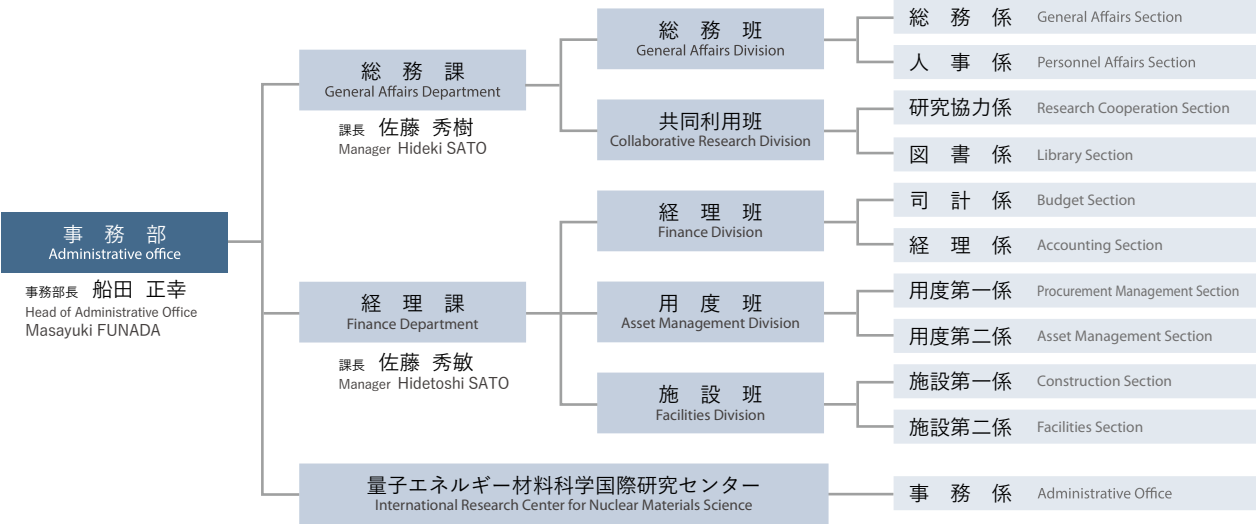 事務部
Administrative office
事務部長 船田 正幸
Head of Administrative Office
Masayuki FUNADA
総務課
General Affairs Department
課長 佐藤 秀樹
Manager Hideki SATO
総務班
General Affairs Division
総務係 General Affairs Section
人事係 Personnel Affairs Section
共同利用班
Collaborative Research Division
研究協力係 Research Cooperation Section
図書係 Library Section
経理課
Finance Department
課長 佐藤 秀敏
Manager Hidetoshi SATO
経理班
Finance Division
司計係 Budget Section
経理係 Accounting Section
用度班
Asset Management Division
用度第一係 Procurement Management Section
用度第二係 Asset Management Section
施設班
Facilities Division
施設第一係 Construction Section
施設第二係 Facilities Section
量子エネルギー材料科学国際研究センター
International Research Center for Nuclear Materials Science
事務係 Administrative Office